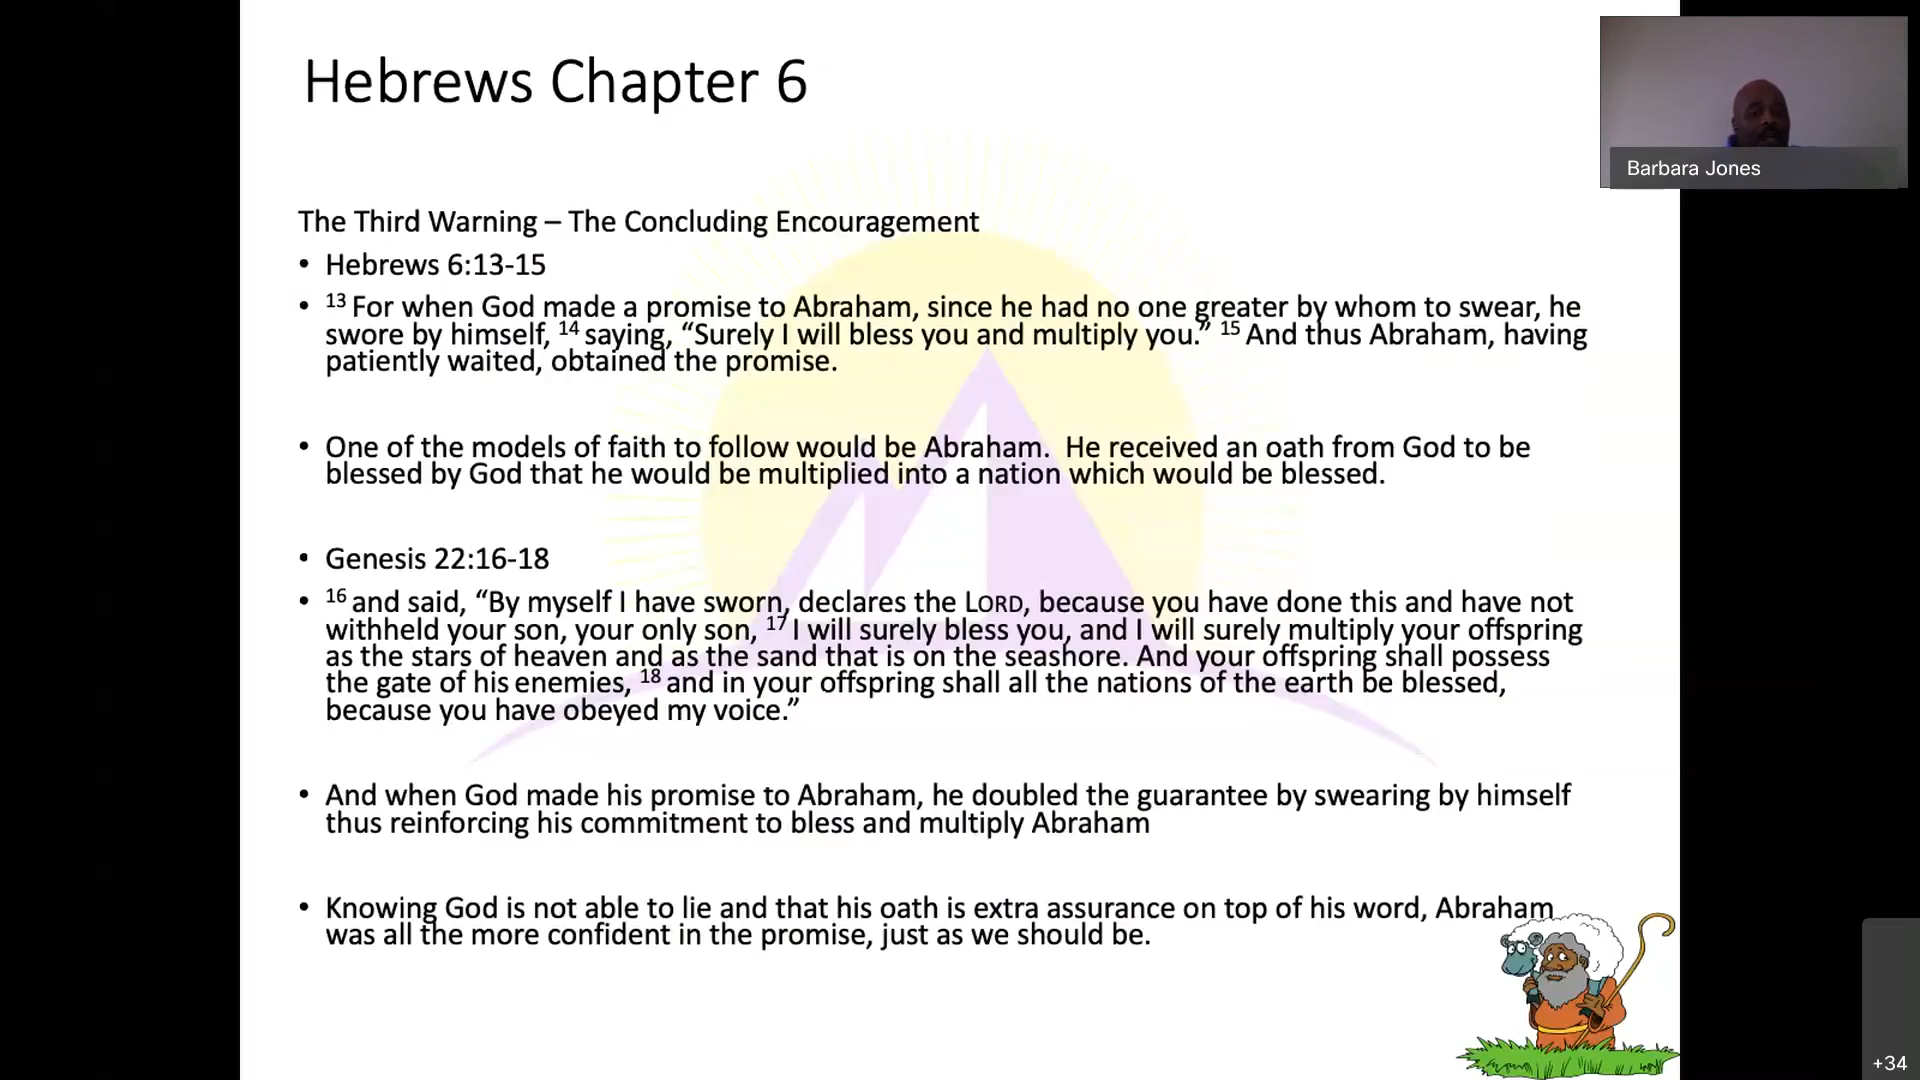 Hebrews Chapter 6
Barbara Jones
The Third Warning – The Concluding Encouragement
• Hebrews 6:13-15
• 13 For when God made a promise to Abraham, since he had no one greater by whom to swear, he
swore by himself, 14 saying, “Surely I will bless you and multiply you.” 15 And thus Abraham, having
patiently waited, obtained the promise.
• One of the models of faith to follow would be Abraham.  He received an oath from God to be
blessed by God that he would be multiplied into a nation which would be blessed.
• Genesis 22:16-18
• 16 and said, “By myself I have sworn, declares the LORD, because you have done this and have not
withheld your son, your only son, 17 I will surely bless you, and I will surely multiply your offspring
as the stars of heaven and as the sand that is on the seashore. And your offspring shall possess
the gate of his enemies, 18 and in your offspring shall all the nations of the earth be blessed,
because you have obeyed my voice.”
• And when God made his promise to Abraham, he doubled the guarantee by swearing by himself
thus reinforcing his commitment to bless and multiply Abraham
• Knowing God is not able to lie and that his oath is extra assurance on top of his word, Abraham
was all the more confident in the promise, just as we should be.
+34